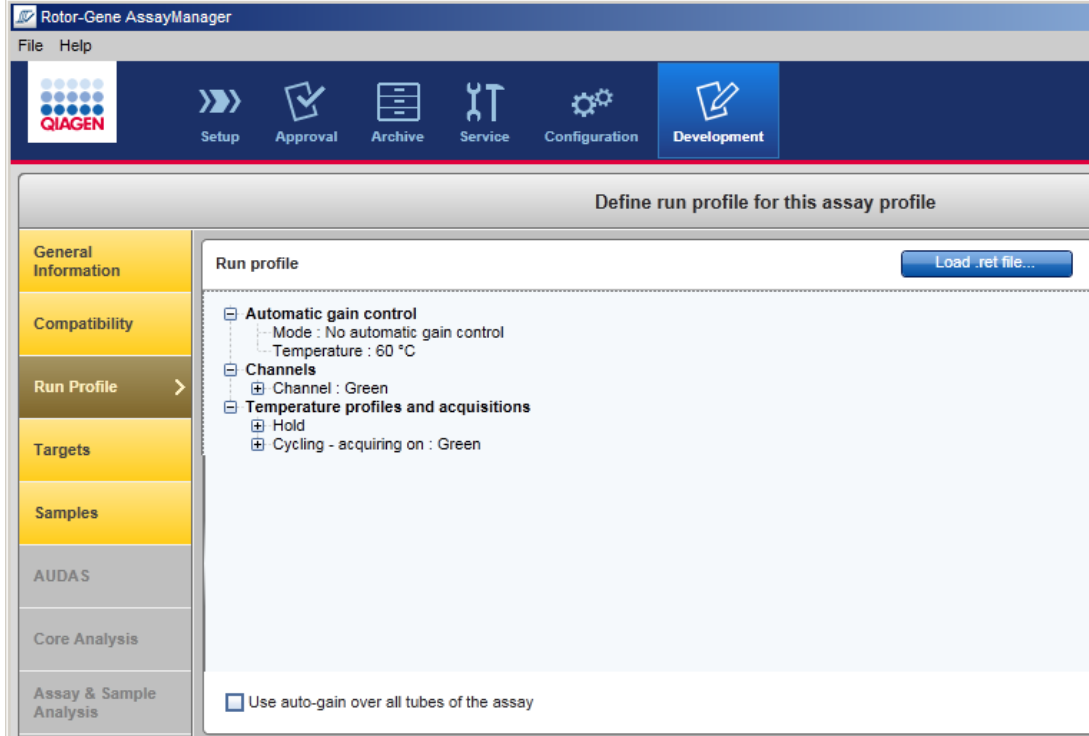 Rotor-Gene AssayManager
File Help
QIAGEN
Setup Approval Archive Service Configuration Development
Define run profile for this assay profile
General
Information
Compatibility
Run Profile
Targets
Samples
AUDAS
Core Analysis
Assay & Sample
Analysis
Run profile
Load .ret file...
Automatic gain control
Mode : No automatic gain control
Temperature : 60 °C
Channels
Channel : Green
Temperature profiles and acquisitions
Hold
Cycling - acquiring on : Green
Use auto-gain over all tubes of the assay